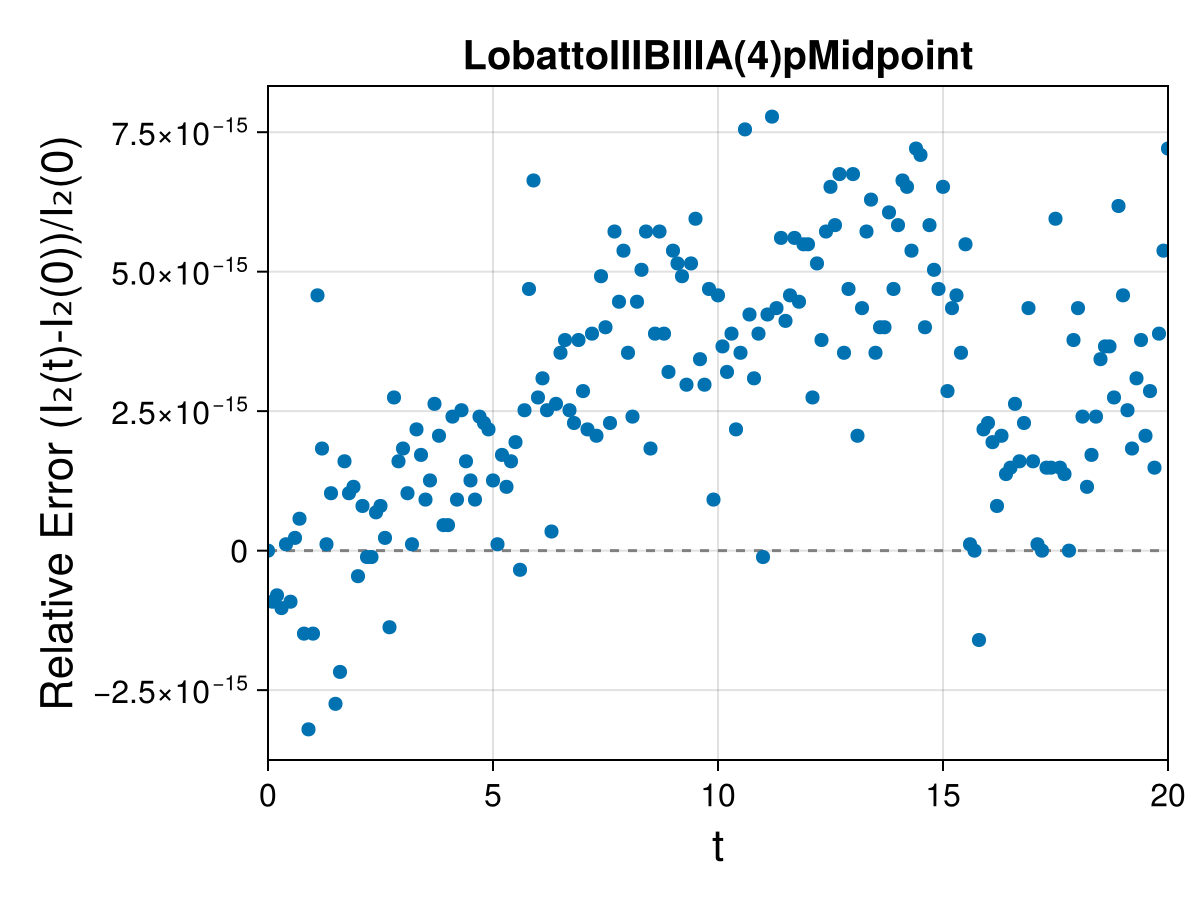 LobattoIIIBIIIA(4)pMidpoint
Relative Error (I₂(t)-I₂(0))/I₂(0)
7.5×10⁻¹⁵
5.0×10⁻¹⁵
2.5×10⁻¹⁵
0
−2.5×10⁻¹⁵
0 5 10 15 20
t